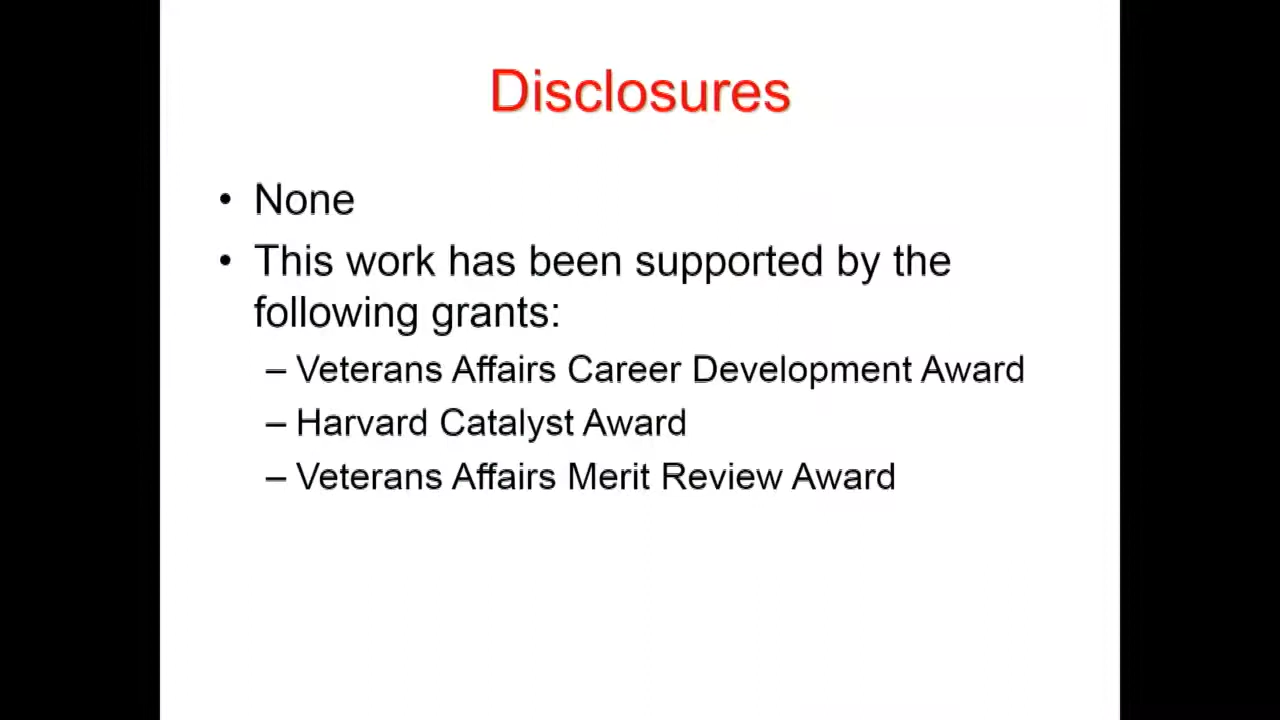 Disclosures
• None
• This work has been supported by the
following grants:
– Veterans Affairs Career Development Award
– Harvard Catalyst Award
– Veterans Affairs Merit Review Award